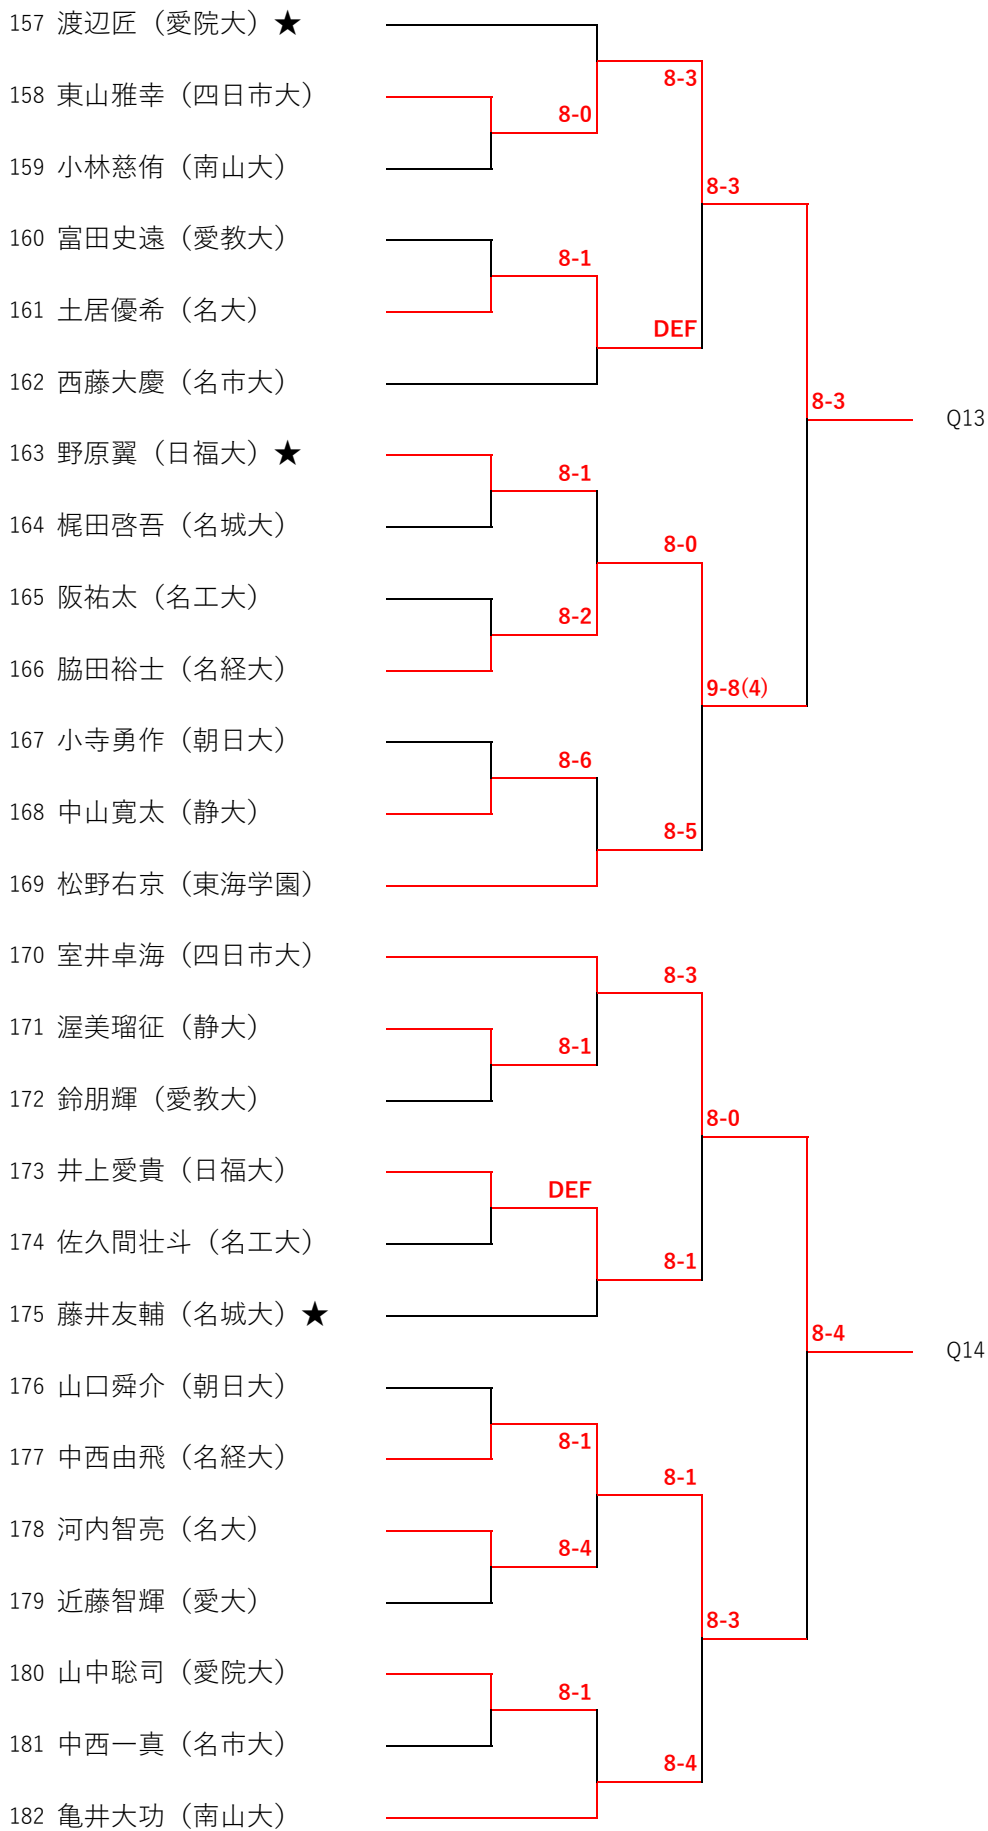 157 渡辺匠（愛院大）★
8-3
158 東山雅幸（四日市大）
8-0
159 小林慈侑（南山大）
8-3
160 富田史遠（愛教大）
8-1
161 土居優希（名大）
DEF
162 西藤大慶（名市大）
8-3
Q13
163 野原翼（日福大）★
8-1
164 梶田啓吾（名城大）
8-0
165 阪祐太（名工大）
8-2
166 脇田裕士（名経大）
9-8(4)
167 小寺勇作（朝日大）
8-6
168 中山寛太（静大）
8-5
169 松野右京（東海学園）
170 室井卓海（四日市大）
8-3
171 渥美瑠征（静大）
8-1
172 鈴朋輝（愛教大）
8-0
173 井上愛貴（日福大）
DEF
174 佐久間壮斗（名工大）
8-1
175 藤井友輔（名城大）★
8-4
Q14
176 山口舜介（朝日大）
8-1
177 中西由飛（名経大）
8-1
178 河内智亮（名大）
8-4
179 近藤智輝（愛大）
8-3
180 山中聡司（愛院大）
8-1
181 中西一真（名市大）
8-4
182 亀井大功（南山大）